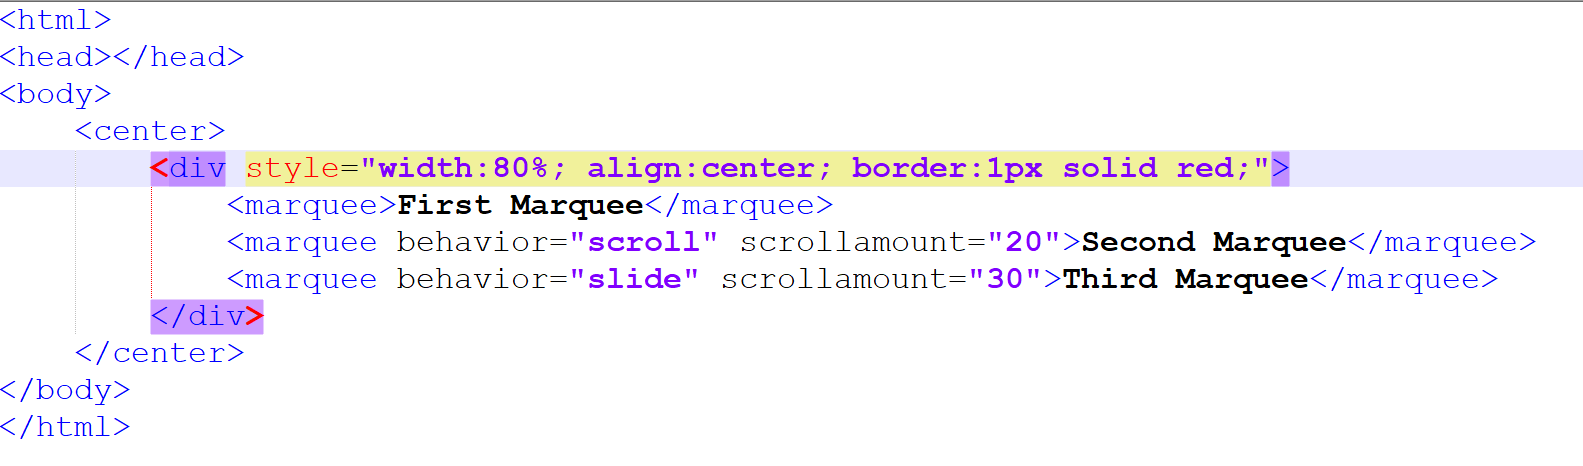 <html>
<head></head>
<body>
    <center>
        <div style="width:80%; align:center; border:1px solid red;">
            <marquee>First Marquee</marquee>
            <marquee behavior="scroll" scrollamount="20">Second Marquee</marquee>
            <marquee behavior="slide" scrollamount="30">Third Marquee</marquee>
        </div>
    </center>
</body>
</html>